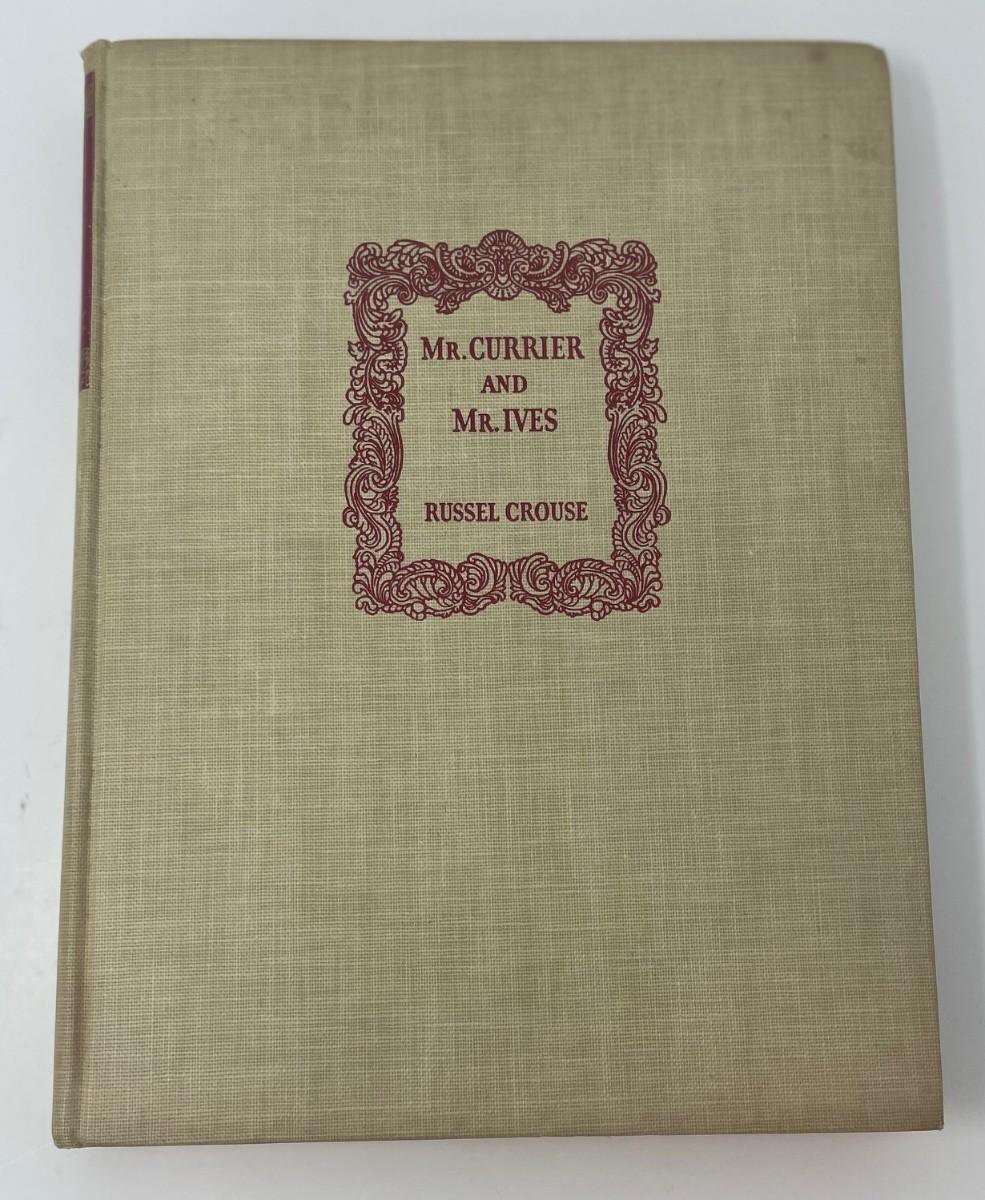 MR. CURRIER
AND
MR. IVES
RUSSEL CROUSE